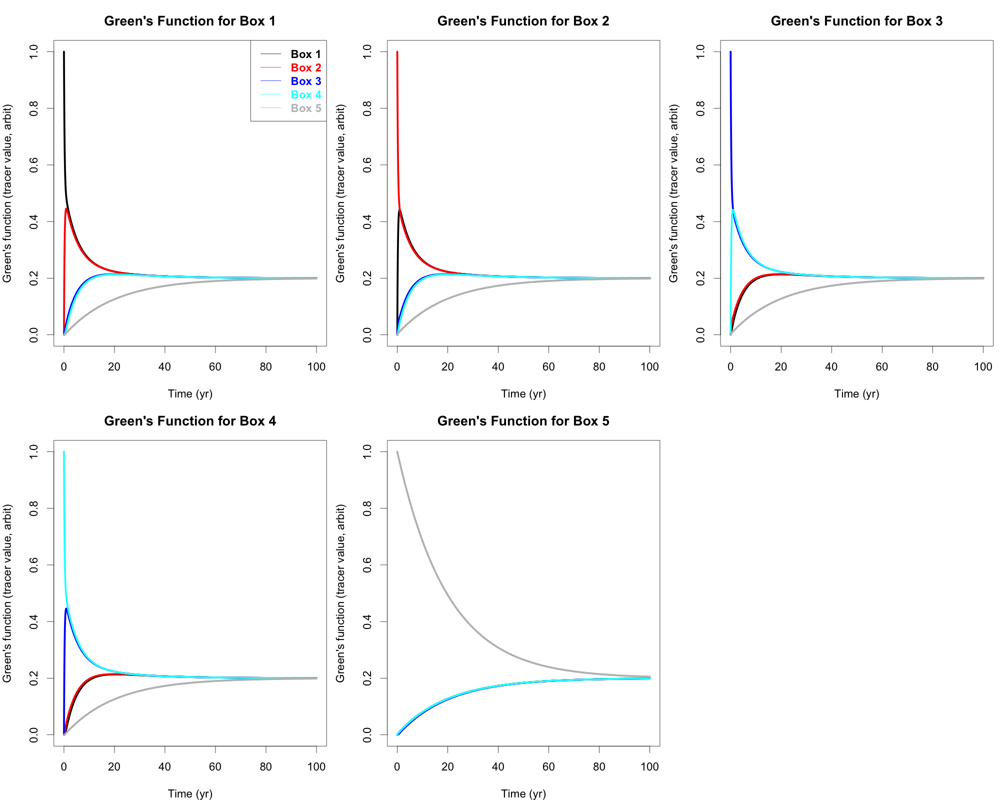 Green's Function for Box 1
Green's function (tracer value, arbit)
1.0
0.8
0.6
0.4
0.2
0.0
Box 1
Box 2
Box 3
Box 4
Box 5
0 20 40 60 80 100
Time (yr)
Green's Function for Box 2
Green's function (tracer value, arbit)
1.0
0.8
0.6
0.4
0.2
0.0
0 20 40 60 80 100
Time (yr)
Green's Function for Box 3
Green's function (tracer value, arbit)
1.0
0.8
0.6
0.4
0.2
0.0
0 20 40 60 80 100
Time (yr)
Green's Function for Box 4
Green's function (tracer value, arbit)
1.0
0.8
0.6
0.4
0.2
0.0
0 20 40 60 80 100
Time (yr)
Green's Function for Box 5
Green's function (tracer value, arbit)
1.0
0.8
0.6
0.4
0.2
0.0
0 20 40 60 80 100
Time (yr)